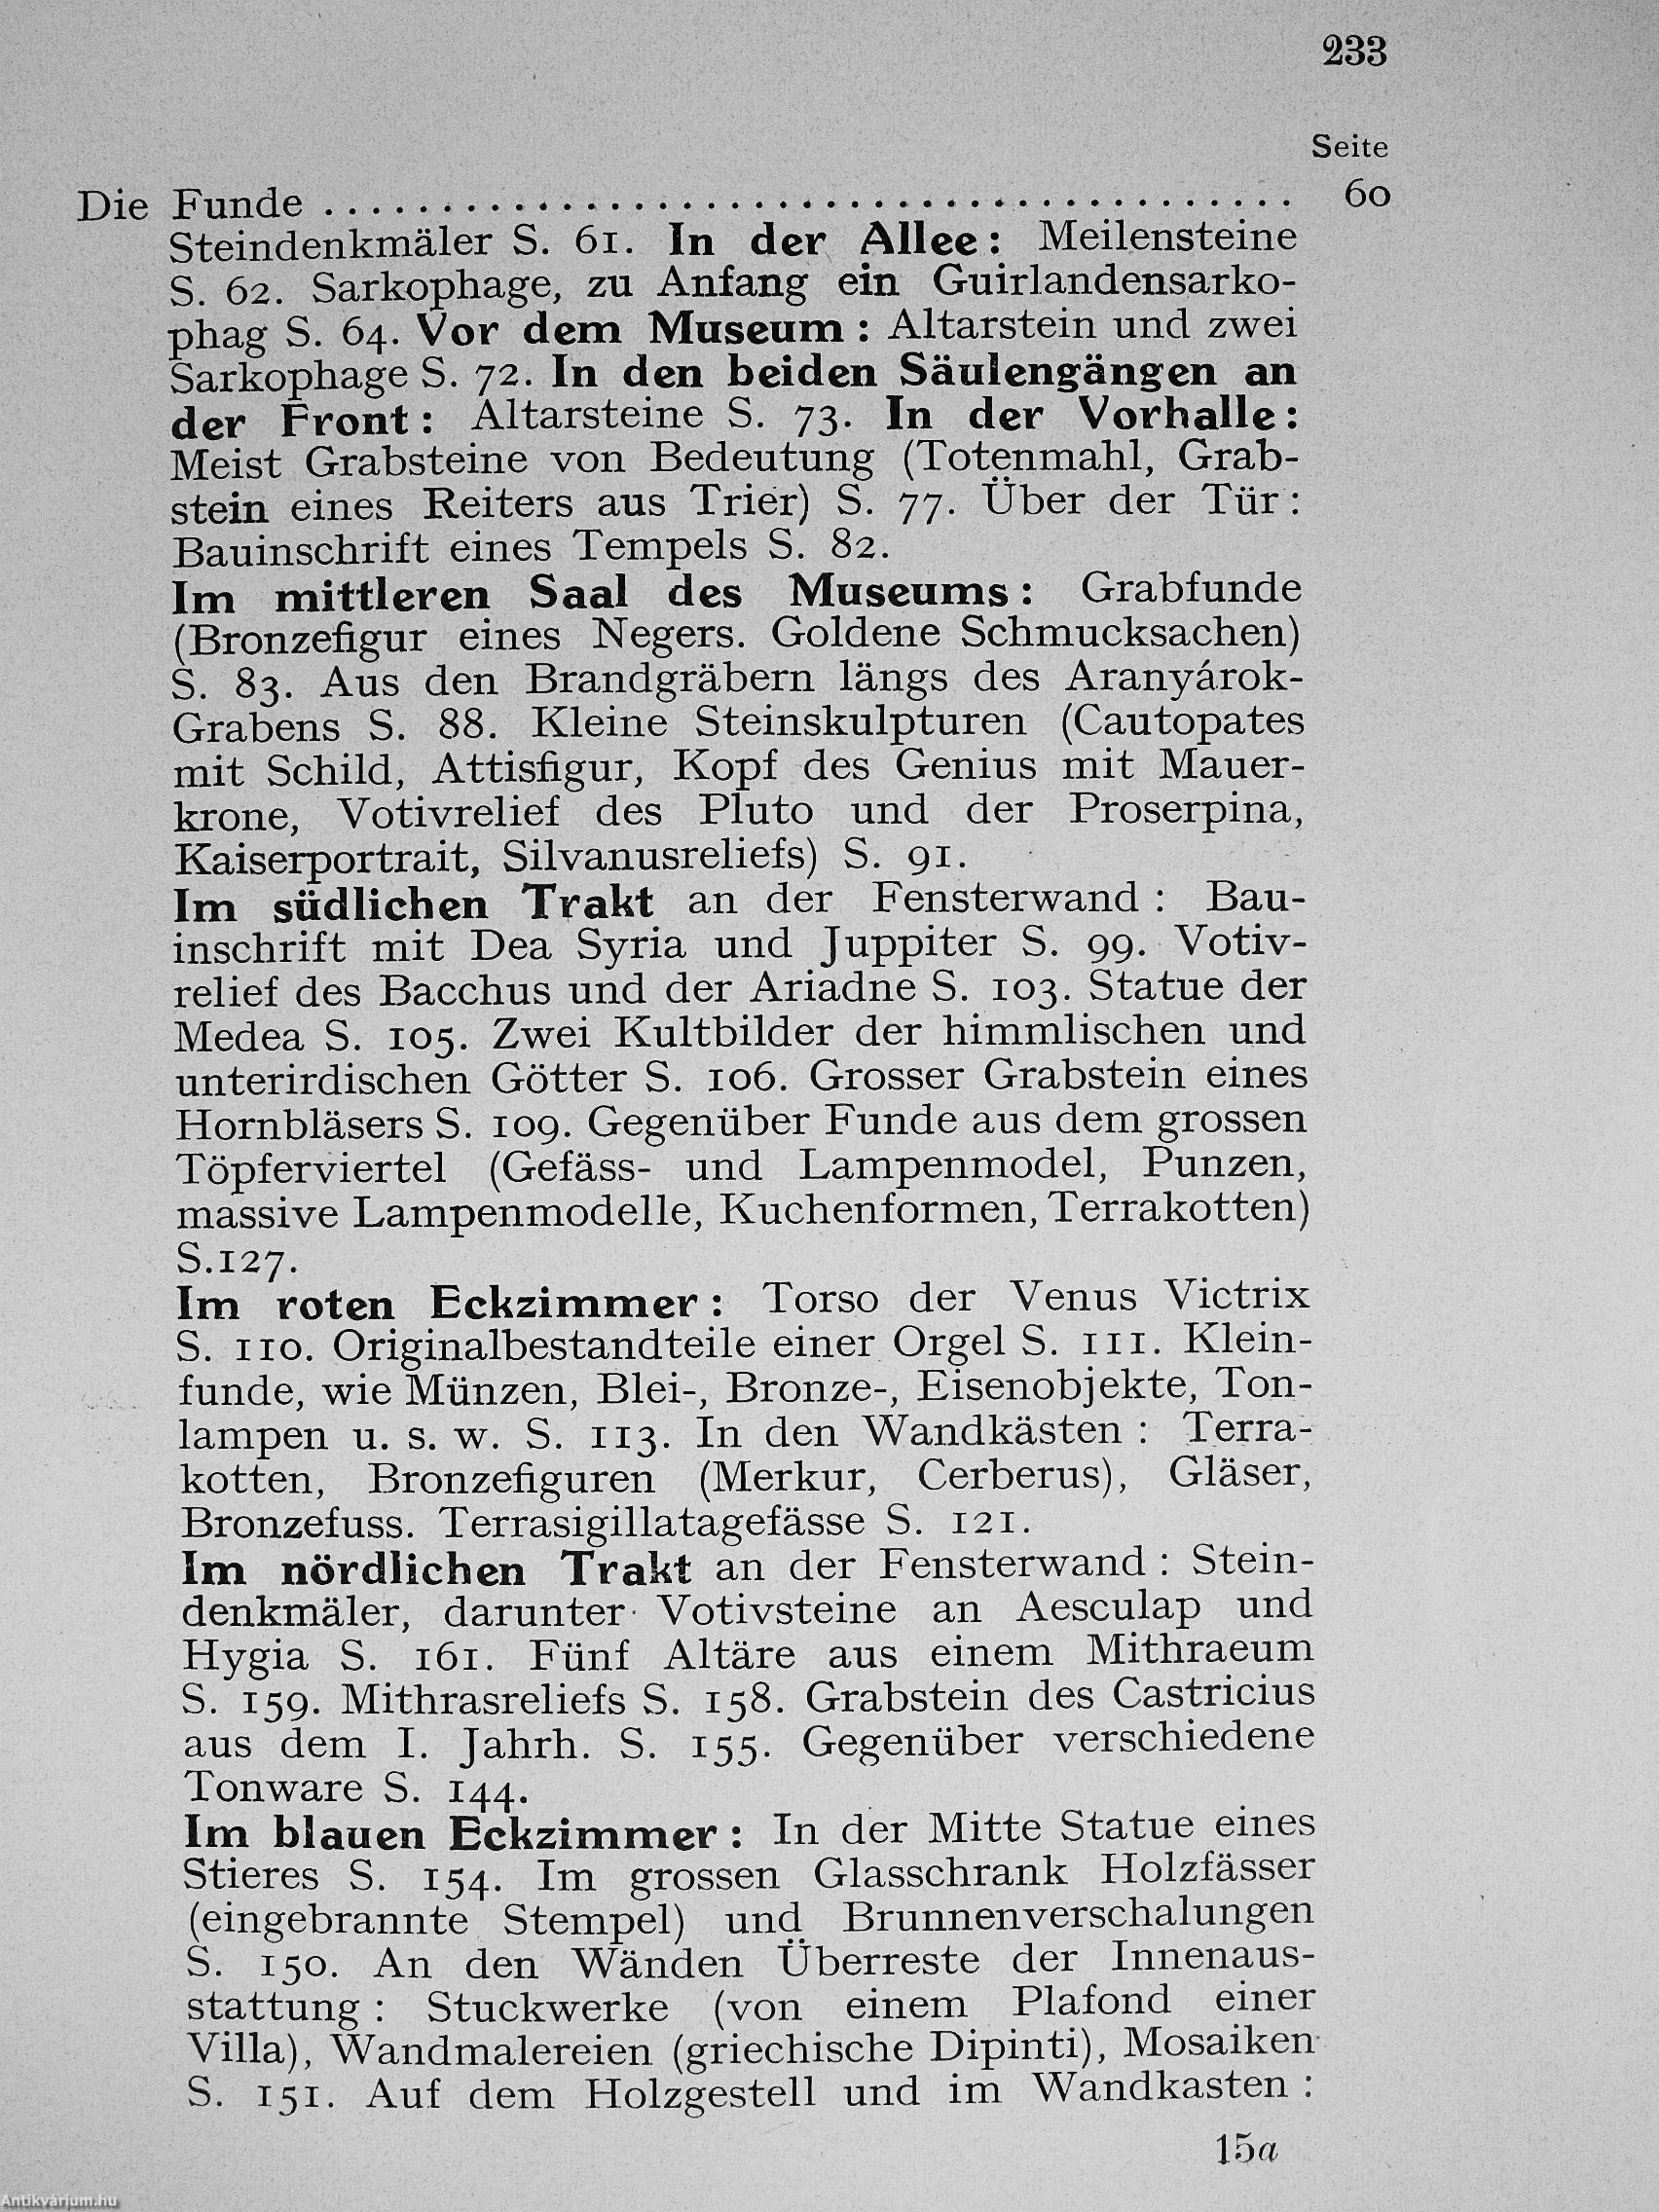 233
Seite
Die Funde ........................................ 60
Steindenkmäler S. 61. In der Allee: Meilensteine
S. 62. Sarkophage, zu Anfang ein Guirlandensarko-
phag S. 64. Vor dem Museum: Altarstein und zwei
Sarkophage S. 72. In den beiden Säulengängen an
der Front: Altarsteine S. 73. In der Vorhalle:
Meist Grabsteine von Bedeutung (Totenmahl, Grab-
stein eines Reiters aus Trier) S. 77. Über der Tür:
Bauinschrift eines Tempels S. 82.
Im mittleren Saal des Museums: Grabfunde
(Bronzefigur eines Negers. Goldene Schmucksachen)
S. 83. Aus den Brandgräbern längs des Aranyárok-
Grabens S. 88. Kleine Steinskulpturen (Cautopates
mit Schild, Attisfigur, Kopf des Genius mit Mauer-
krone, Votivrelief des Pluto und der Proserpina,
Kaiserportrait, Silvanusreliefs) S. 91.
Im südlichen Trakt an der Fensterwand: Bau-
inschrift mit Dea Syria und Juppiter S. 99. Votiv-
relief des Bacchus und der Ariadne S. 103. Statue der
Medea S. 105. Zwei Kultbilder der himmlischen und
unterirdischen Götter S. 106. Grosser Grabstein eines
Hornbläsers S. 109. Gegenüber Funde aus dem grossen
Töpferviertel (Gefäss- und Lampenmodel, Punzen,
massive Lampenmodelle, Kuchenformen, Terrakotten)
S. 127.
Im roten Eckzimmer: Torso der Venus Victrix
S. 110. Originalbestandteile einer Orgel S. 111. Klein-
funde, wie Münzen, Blei-, Bronze-, Eisenobjekte, Ton-
lampen u. s. w. S. 113. In den Wandkästen: Terra-
kotten, Bronzefiguren (Merkur, Cerberus), Gläser,
Bronzefuss. Terrasigillatagefässe S. 121.
Im nördlichen Trakt an der Fensterwand: Stein-
denkmäler, darunter Votivsteine an Aesculap und
Hygia S. 161. Fünf Altäre aus einem Mithraeum
S. 159. Mithrasreliefs S. 158. Grabstein des Castricius
aus dem I. Jahrh. S. 155. Gegenüber verschiedene
Tonware S. 144.
Im blauen Eckzimmer: In der Mitte Statue eines
Stieres S. 154. Im grossen Glasschrank Holzfässer
(eingebrannte Stempel) und Brunnenverschalungen
S. 150. An den Wänden Überreste der Innenaus-
stattung: Stuckwerke (von einem Plafond einer
Villa), Wandmalereien (griechische Dipinti), Mosaiken
S. 151. Auf dem Holzgestell und im Wandkasten:
15a
Antikvárium.hu